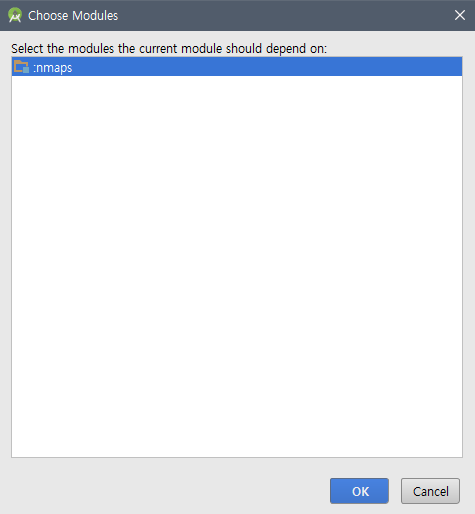 Choose Modules
Select the modules the current module should depend on:
:nmaps
OK
Cancel